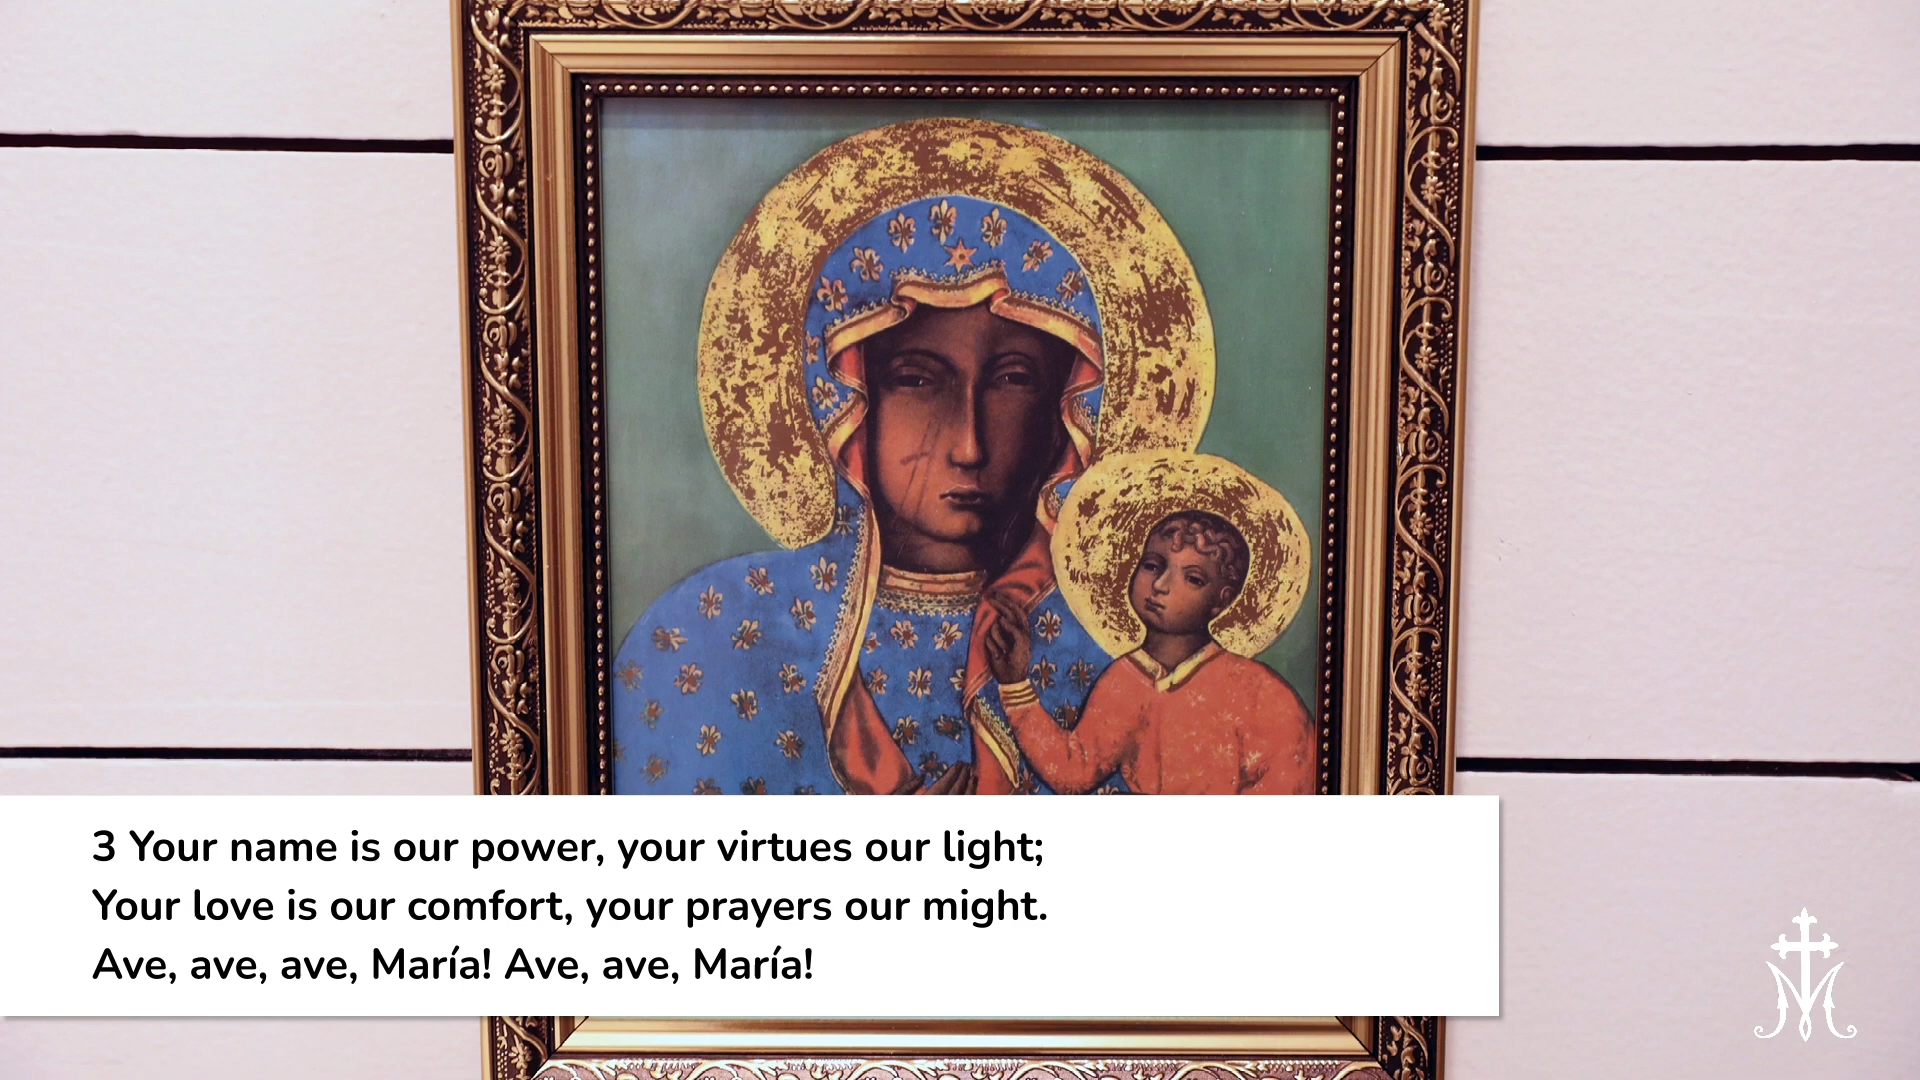 3 Your name is our power, your virtues our light;
Your love is our comfort, your prayers our might.
Ave, ave, ave, María! Ave, ave, María!